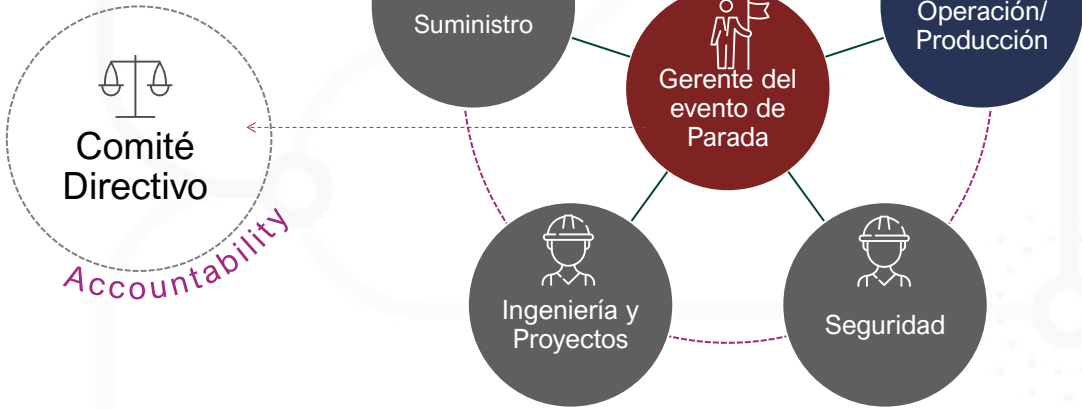 Suministro
Operación/
Producción
Gerente del
evento de
Parada
Comité
Directivo
Accountability
Ingeniería y
Proyectos
Seguridad